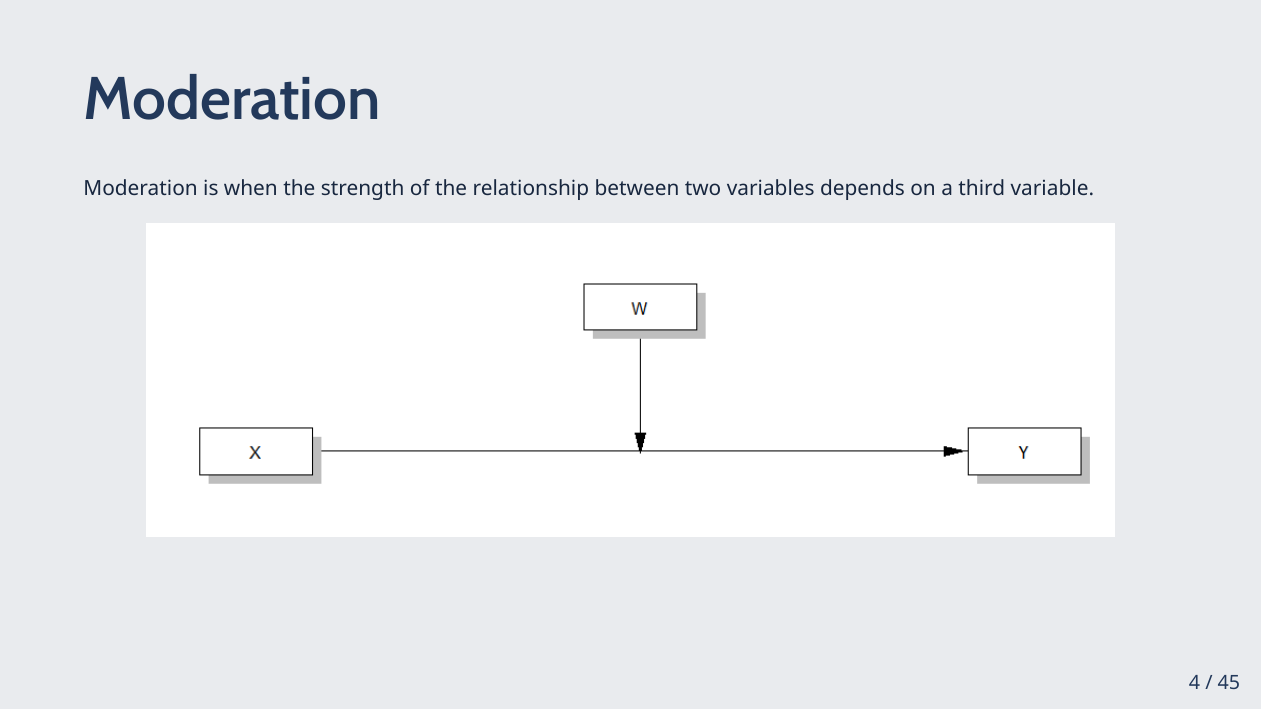 Moderation
Moderation is when the strength of the relationship between two variables depends on a third variable.
W
X
Y
4 / 45